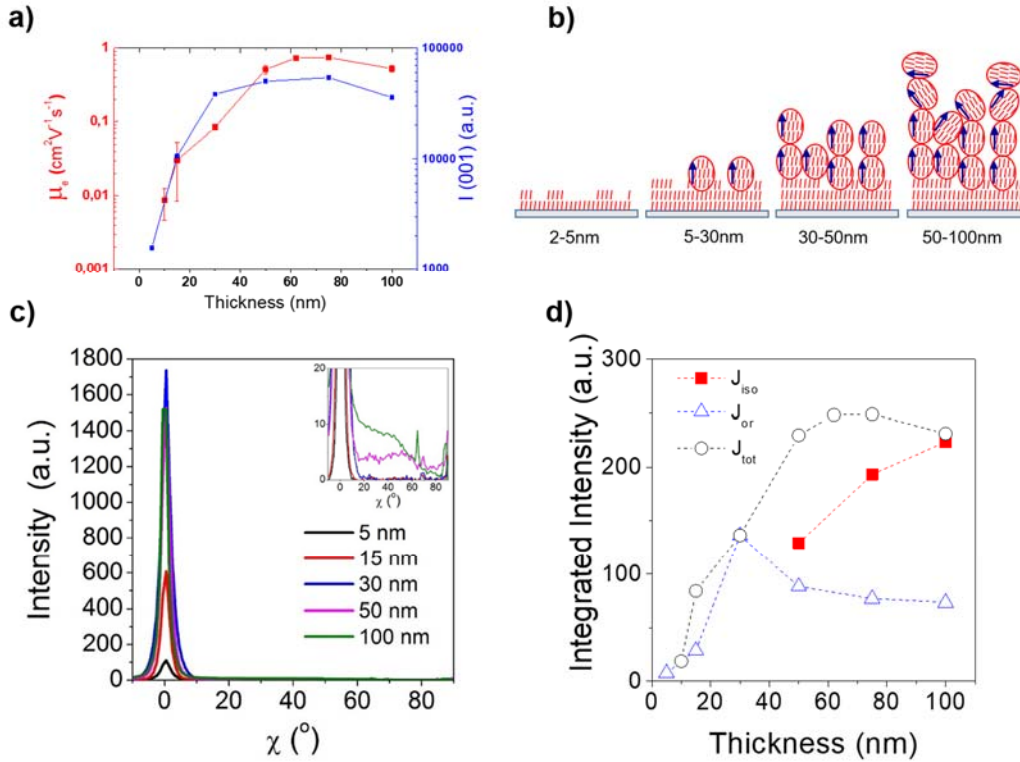 a)
μe (cm²V⁻¹s⁻¹)
1
0,1
0,01
0,001
I (001) (a.u.)
100000
10000
1000
0 20 40 60 80 100
Thickness (nm)
b)
2-5nm 5-30nm 30-50nm 50-100nm
c)
Intensity (a.u.)
1800
1600
1400
1200
1000
800
600
400
200
0
0 20 40 60 80
χ (°)
20
10
0
0 10 20 30 40 50 60 70 80
χ (°)
5 nm
15 nm
30 nm
50 nm
100 nm
d)
Integrated Intensity (a.u.)
300
200
100
0
Jiso
Jor
Jtot
0 20 40 60 80 100
Thickness (nm)